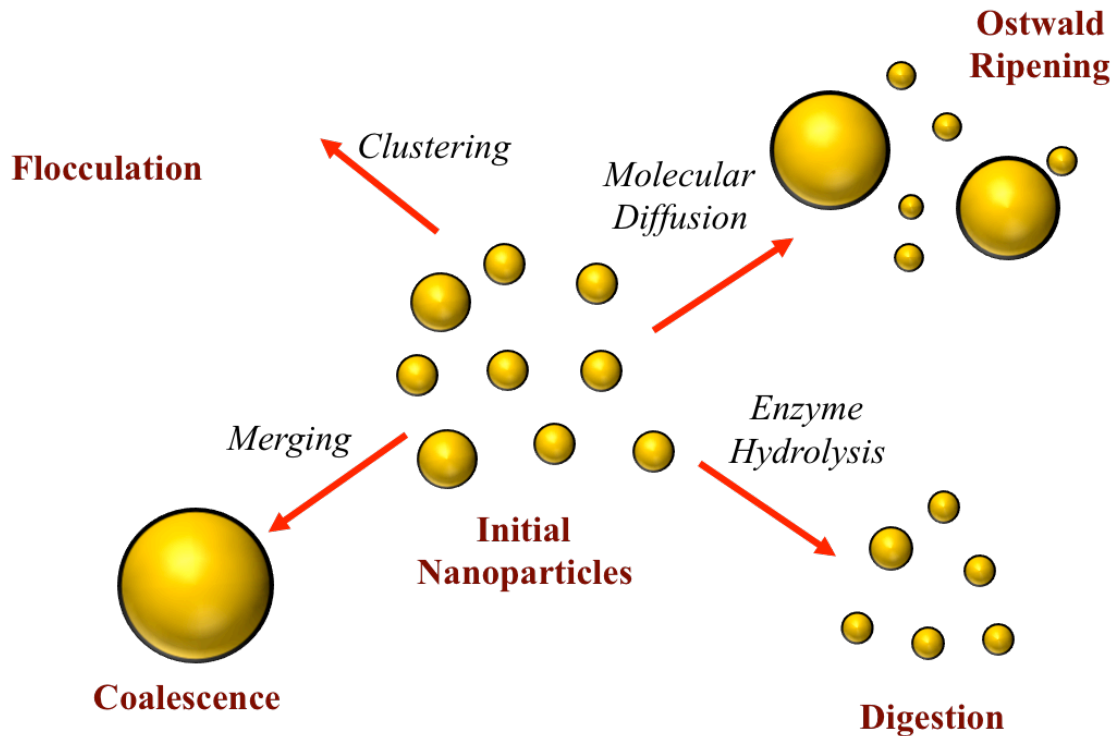 Ostwald
Ripening
Clustering
Flocculation
Molecular
Diffusion
Enzyme
Hydrolysis
Merging
Initial
Nanoparticles
Coalescence
Digestion